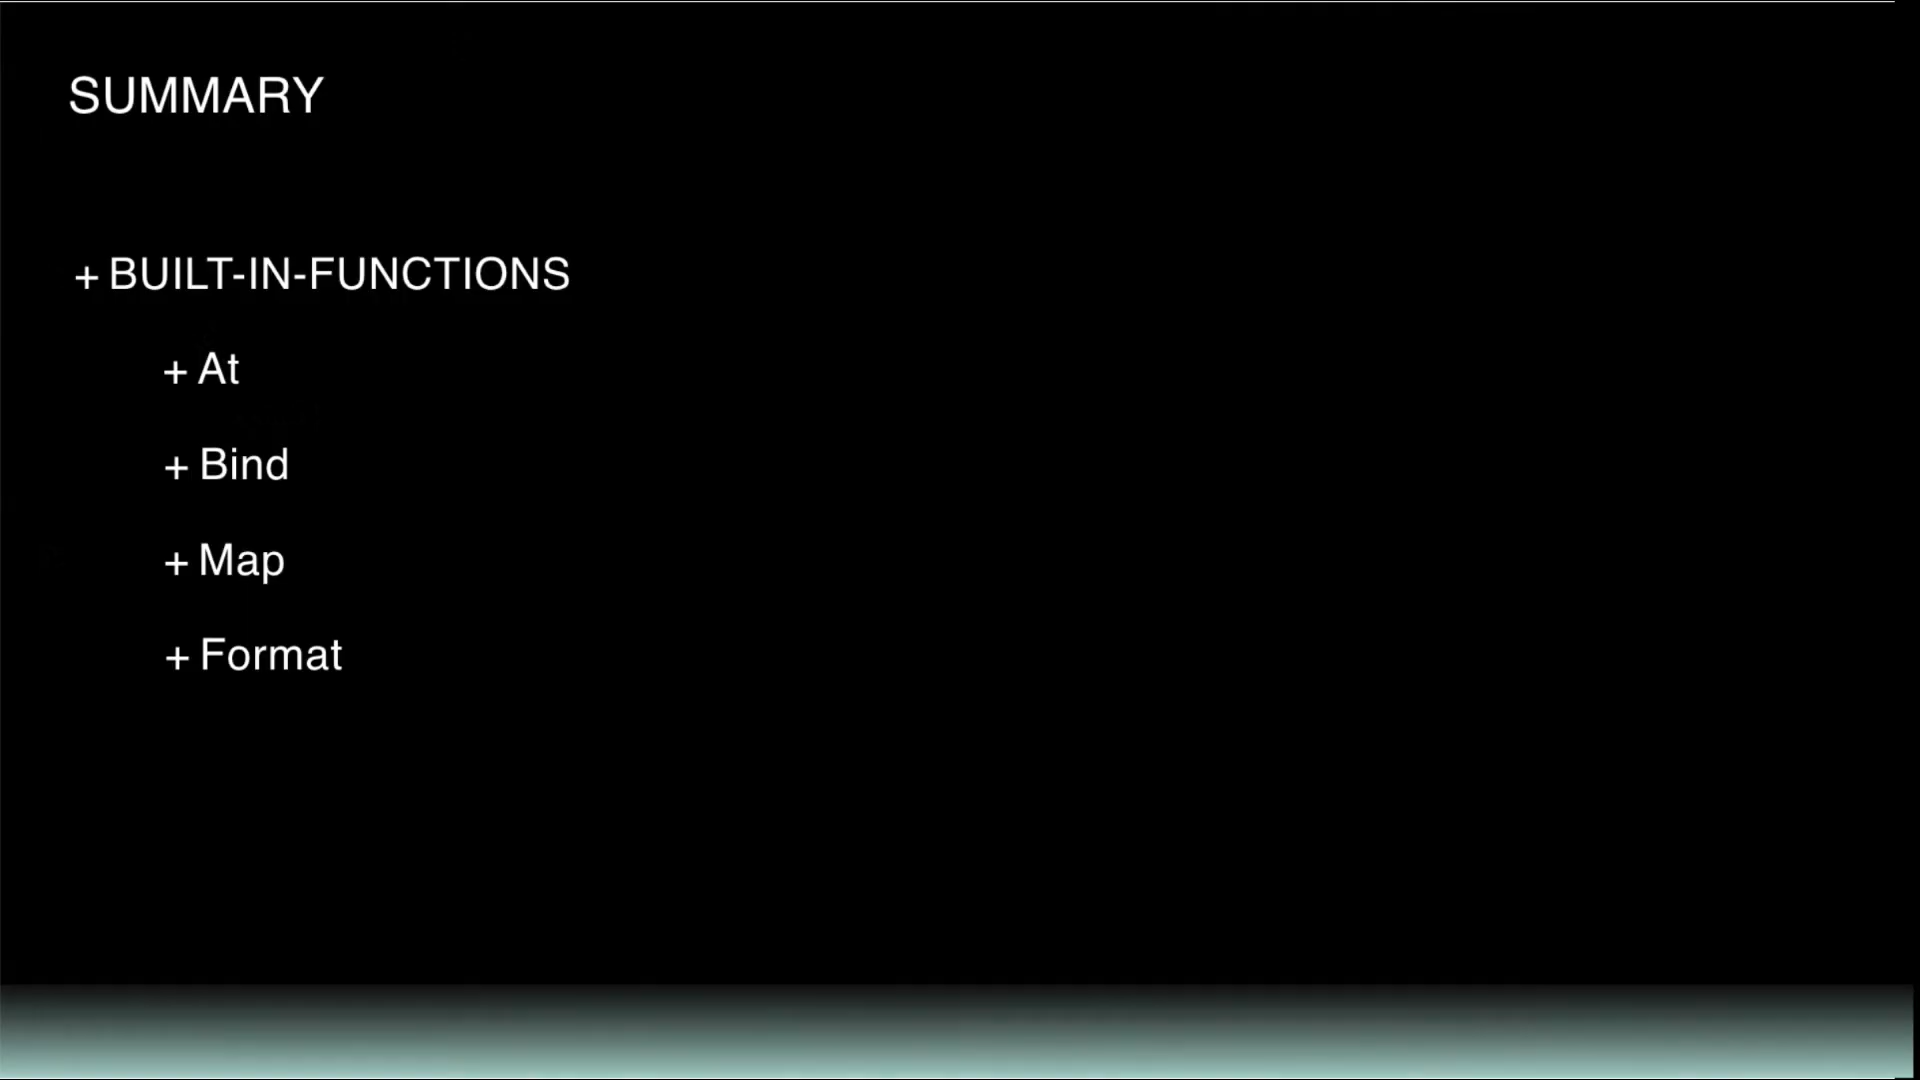 SUMMARY
+ BUILT-IN-FUNCTIONS
+ At
+ Bind
+ Map
+ Format